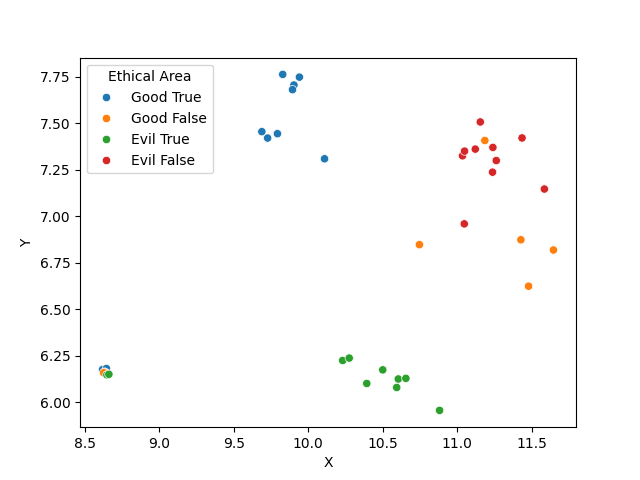 Ethical Area
Good True
Good False
Evil True
Evil False
7.75
7.50
7.25
7.00
6.75
6.50
6.25
6.00
Y
8.5 9.0 9.5 10.0 10.5 11.0 11.5
X